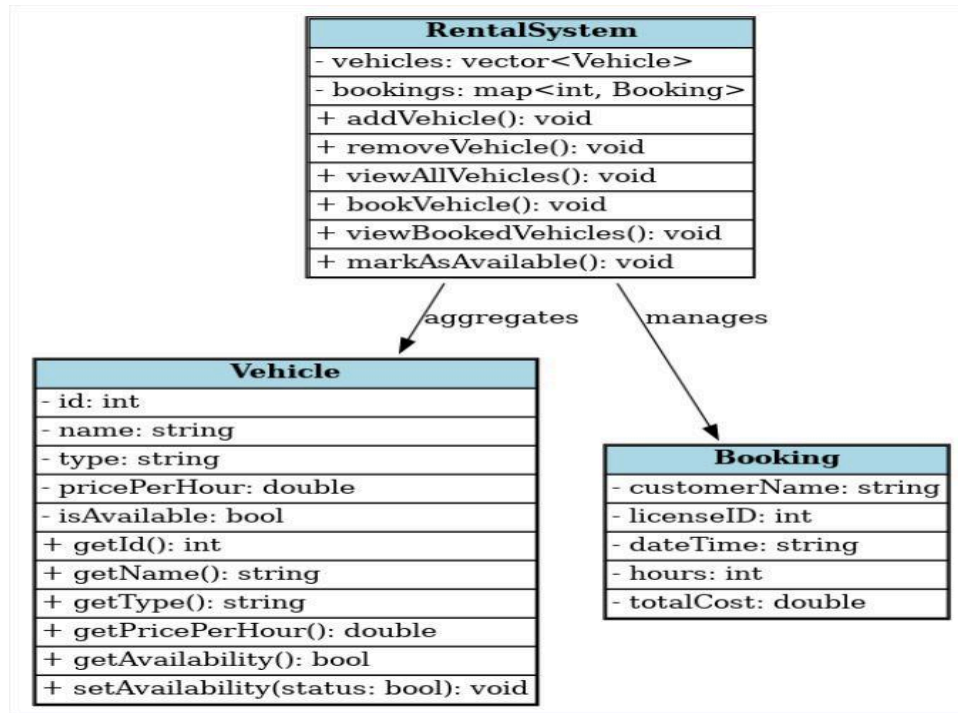 RentalSystem
- vehicles: vector<Vehicle>
- bookings: map<int, Booking>
+ addVehicle(): void
+ removeVehicle(): void
+ viewAllVehicles(): void
+ bookVehicle(): void
+ viewBookedVehicles(): void
+ markAsAvailable(): void
aggregates
manages
Vehicle
- id: int
- name: string
- type: string
- pricePerHour: double
- isAvailable: bool
+ getId(): int
+ getName(): string
+ getType(): string
+ getPricePerHour(): double
+ getAvailability(): bool
+ setAvailability(status: bool): void
Booking
- customerName: string
- licenseID: int
- dateTime: string
- hours: int
- totalCost: double